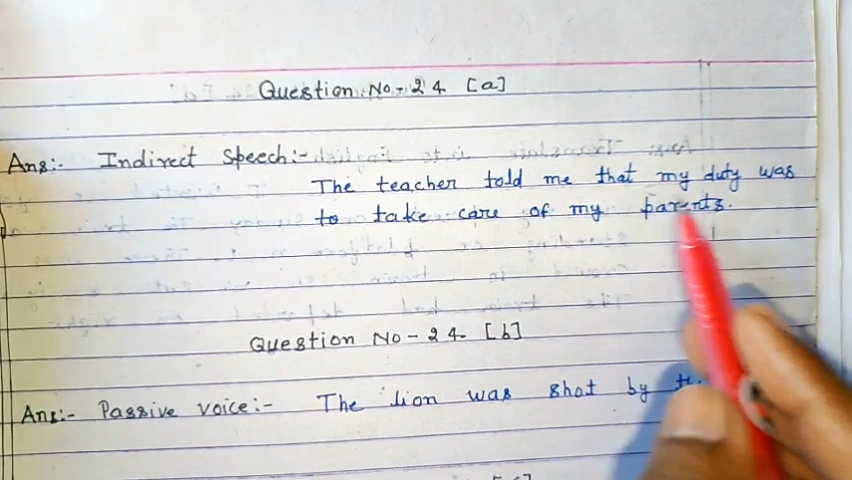 Question No-24 [a]
Ans:- Indirect Speech:-
The teacher told me that my duty was
to take care of my parents.
Question No-24- [b]
Ans:- Passive voice:- The lion was shot by